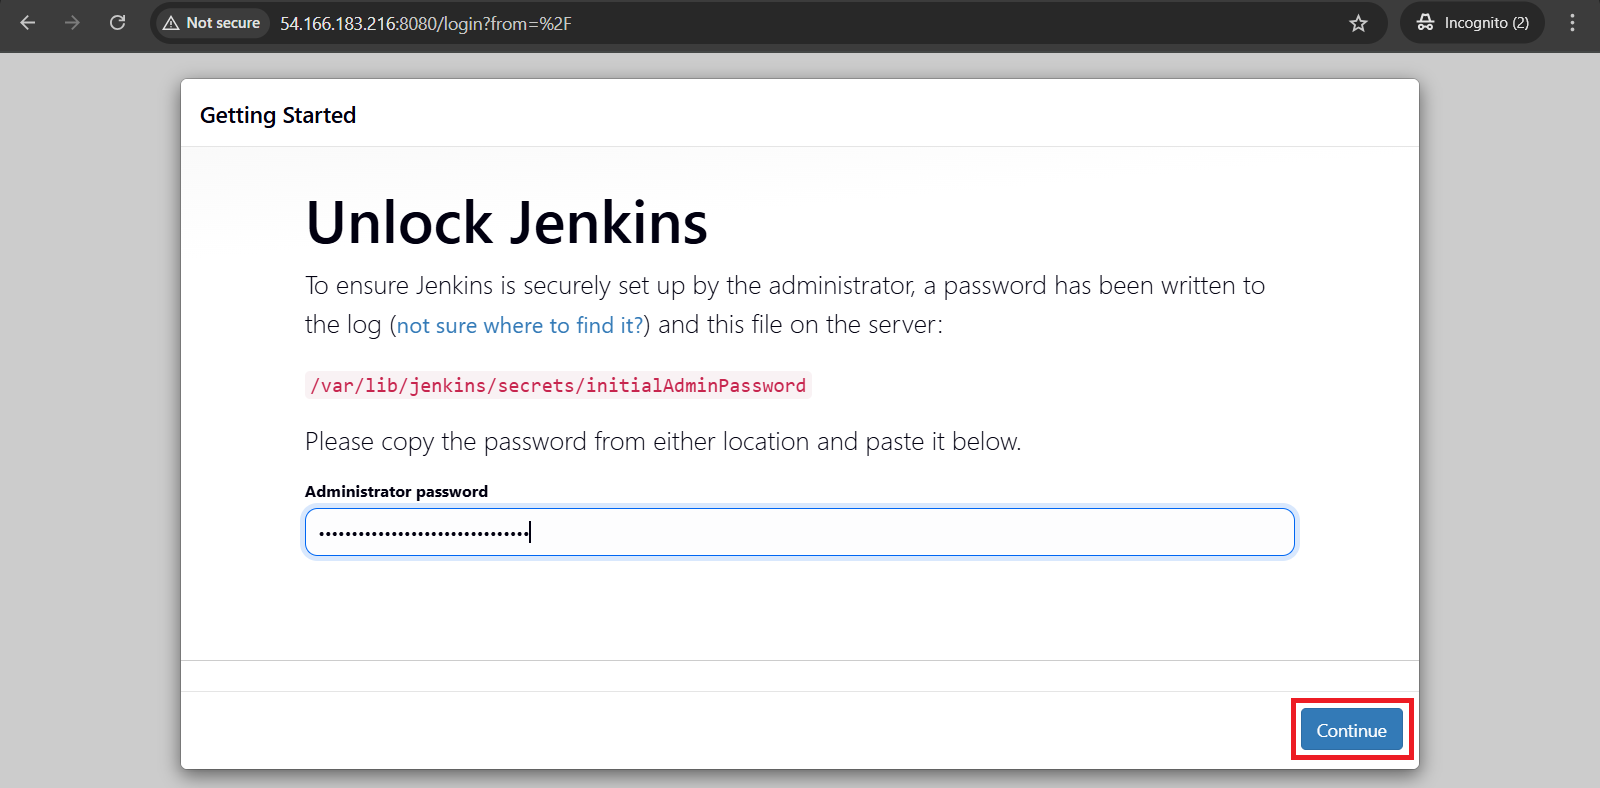 Not secure 54.166.183.216:8080/login?from=%2F Incognito (2)
Getting Started
Unlock Jenkins
To ensure Jenkins is securely set up by the administrator, a password has been written to
the log (not sure where to find it?) and this file on the server:
/var/lib/jenkins/secrets/initialAdminPassword
Please copy the password from either location and paste it below.
Administrator password
••••••••••••••••••••••••••••••••
Continue